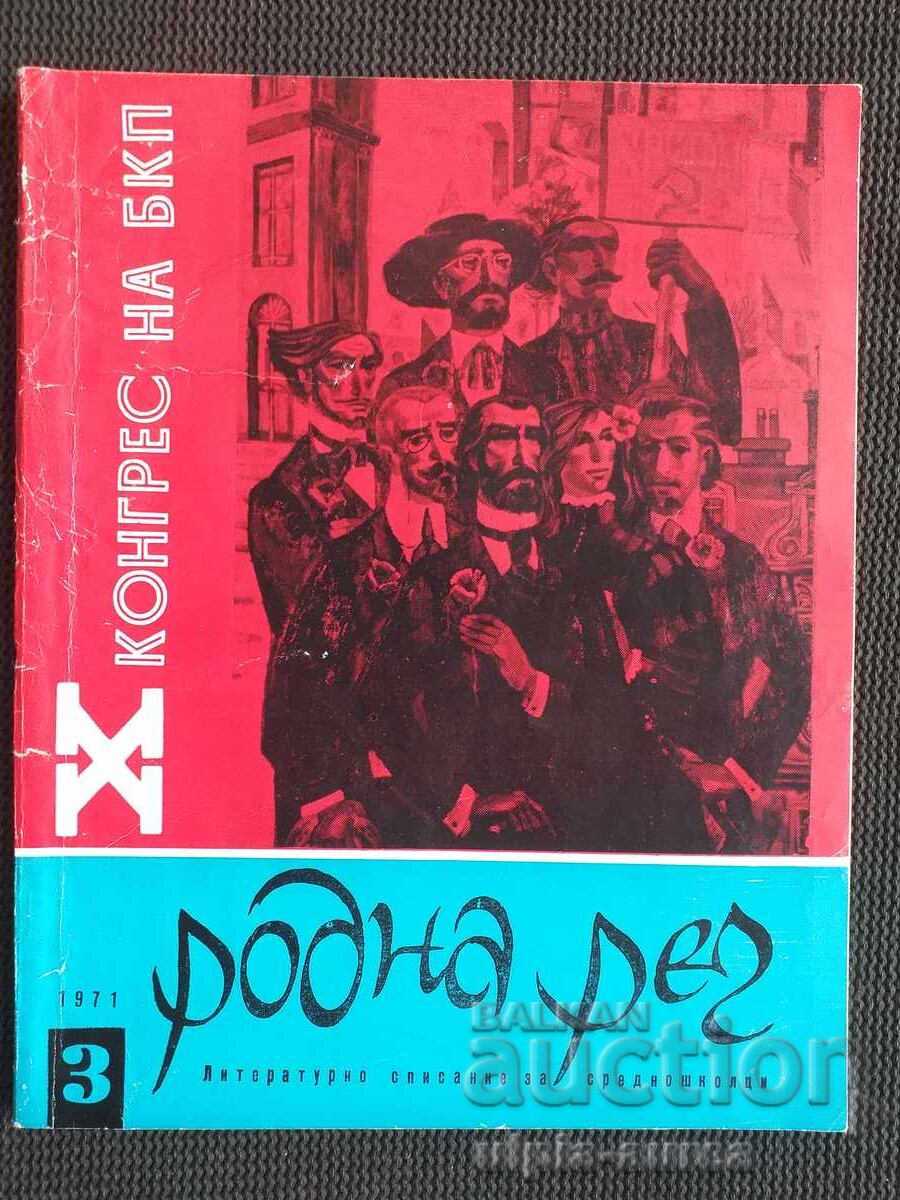 X
КОНГРЕС НА БКП
родна реч
1971
3
Литературно списание за средношколци
BALKAN
auction